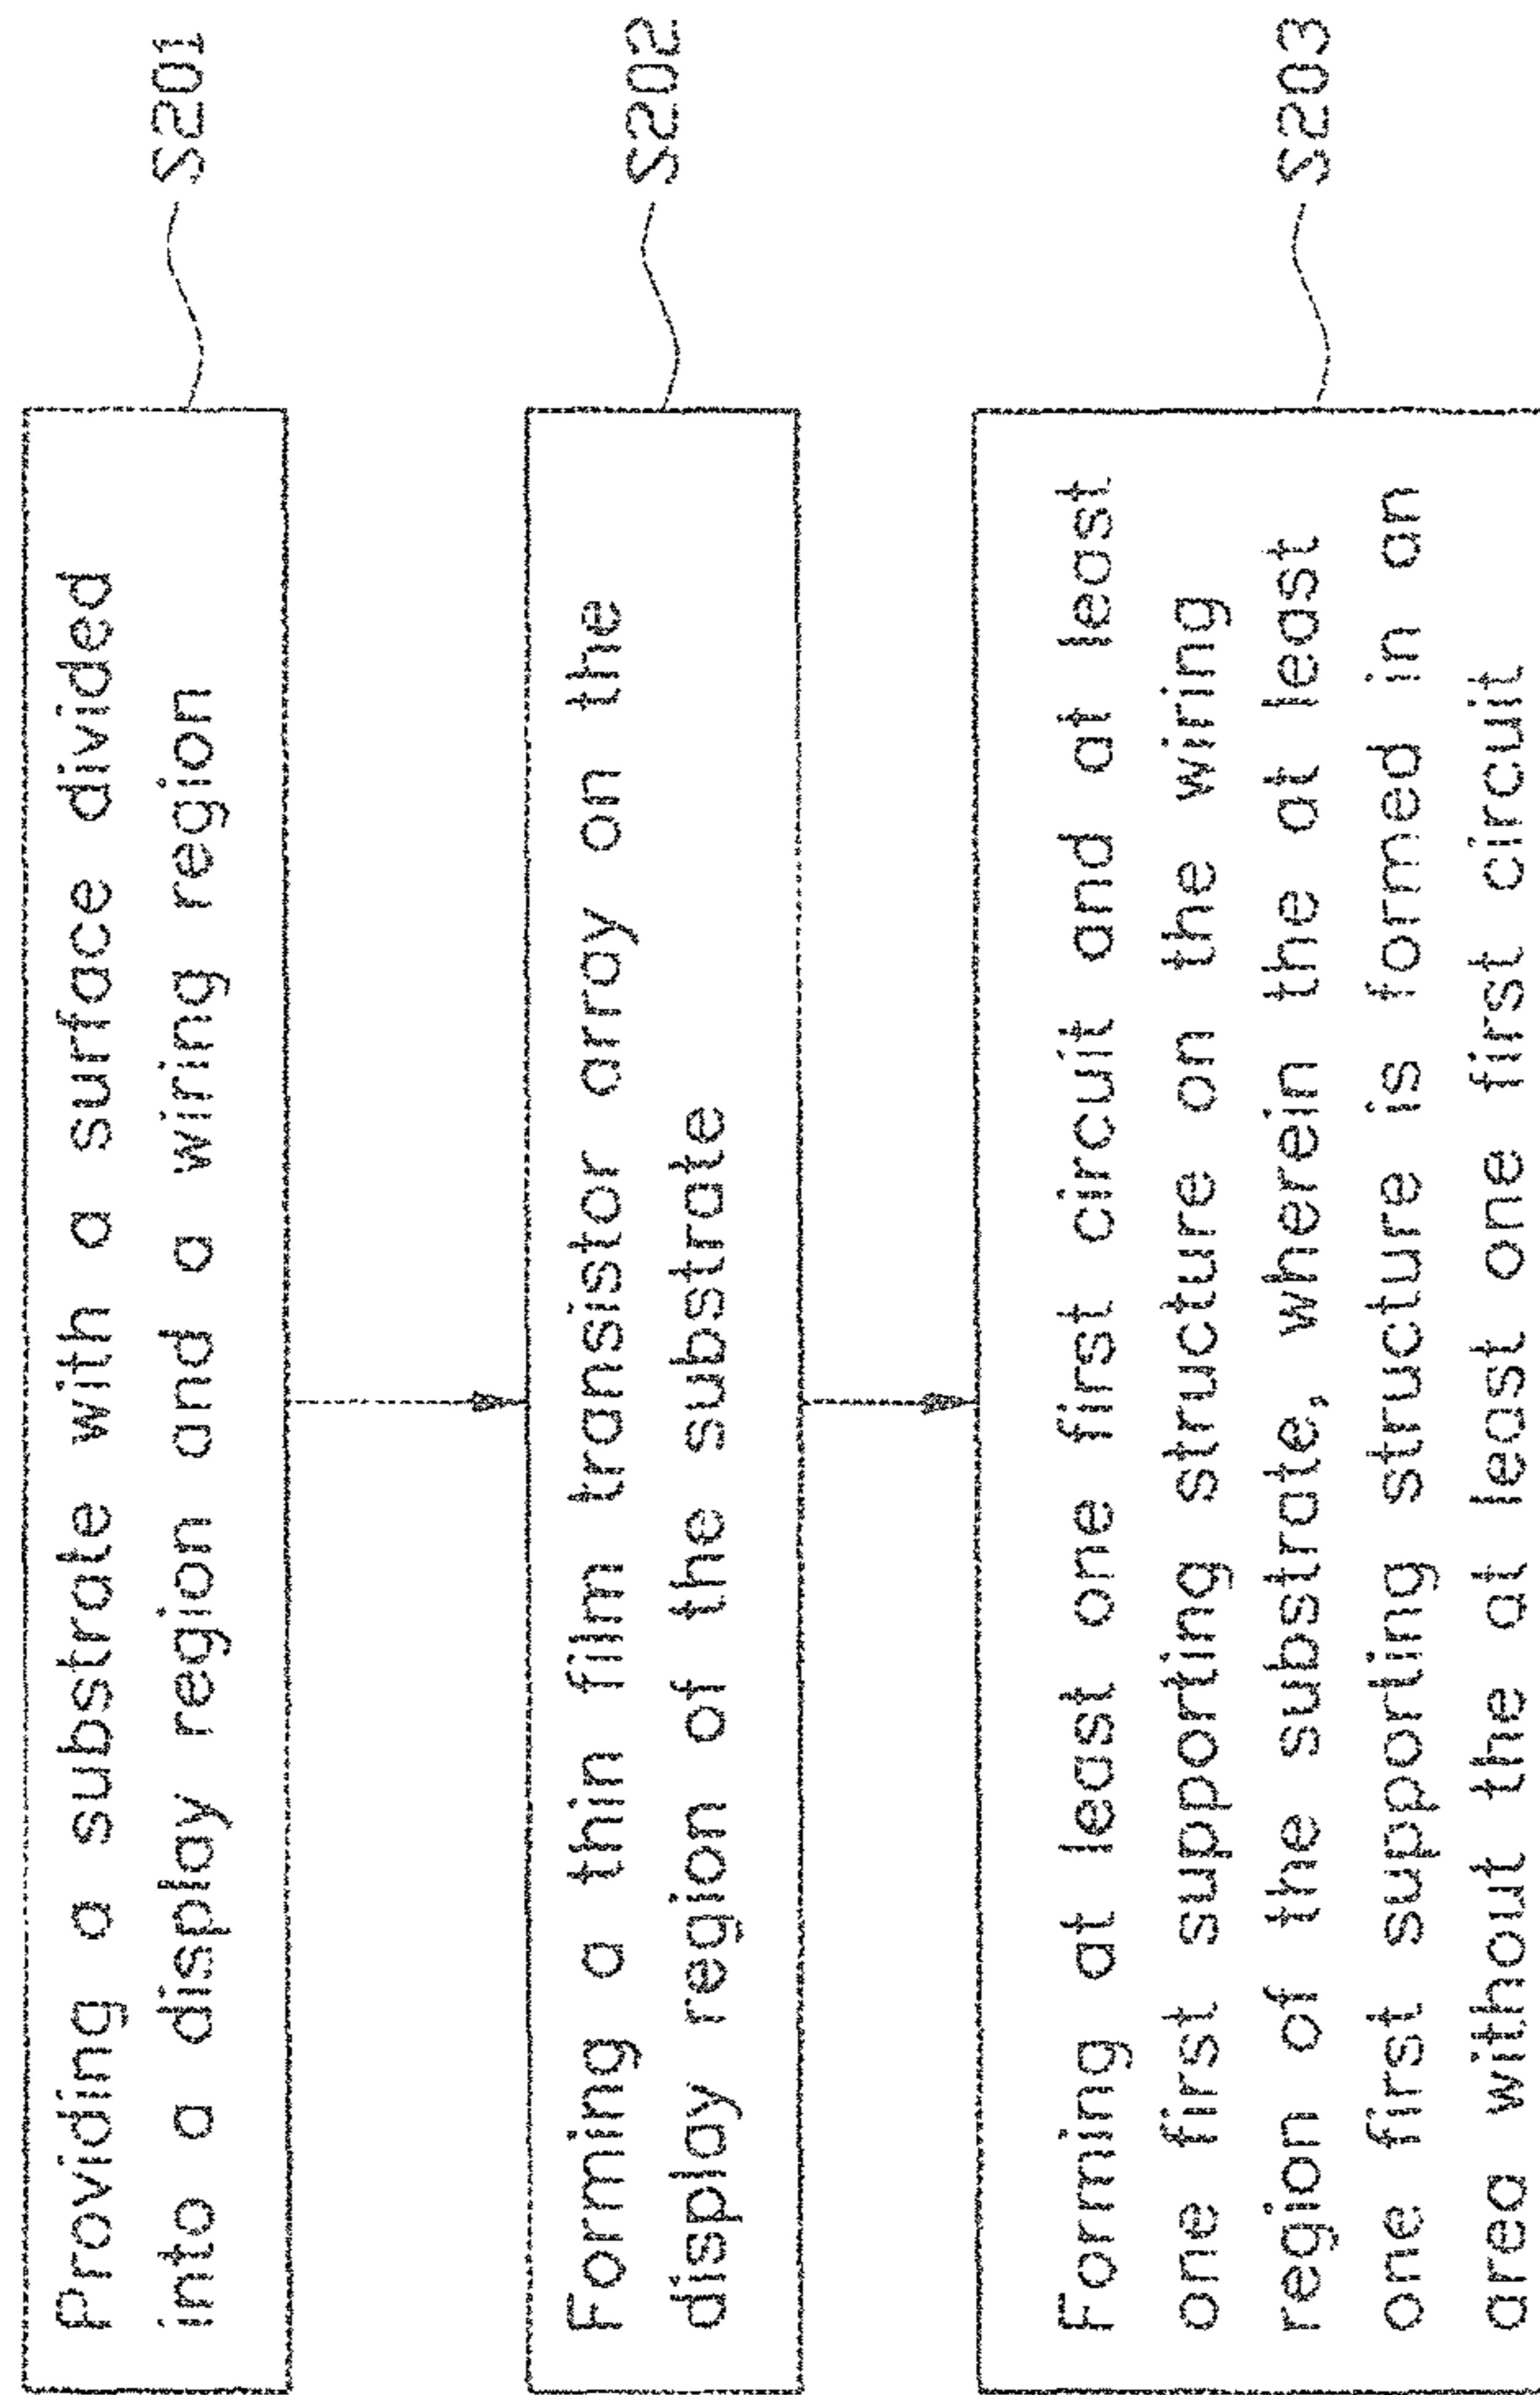 Providing a substrate with a surface divided
into a display region and a wiring region
S201
Forming a thin film transistor array on the
display region of the substrate
S202
Forming at least one first circuit and at least
one first supporting structure on the wiring
region of the substrate, wherein the at least
one first supporting structure is formed in an
area without the at least one first circuit
S203